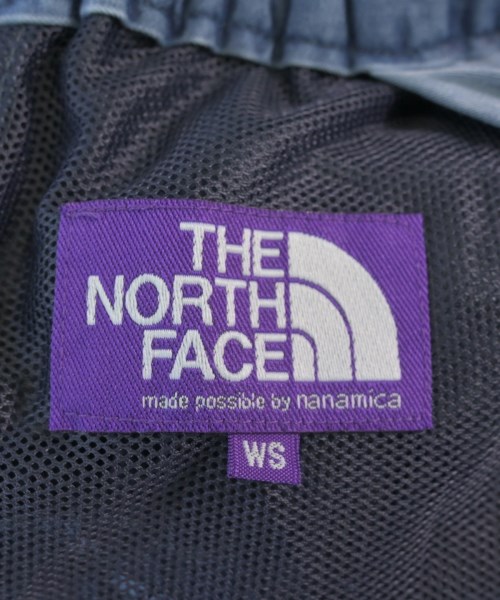 THE
NORTH
FACE
made possible by nanamica
WS